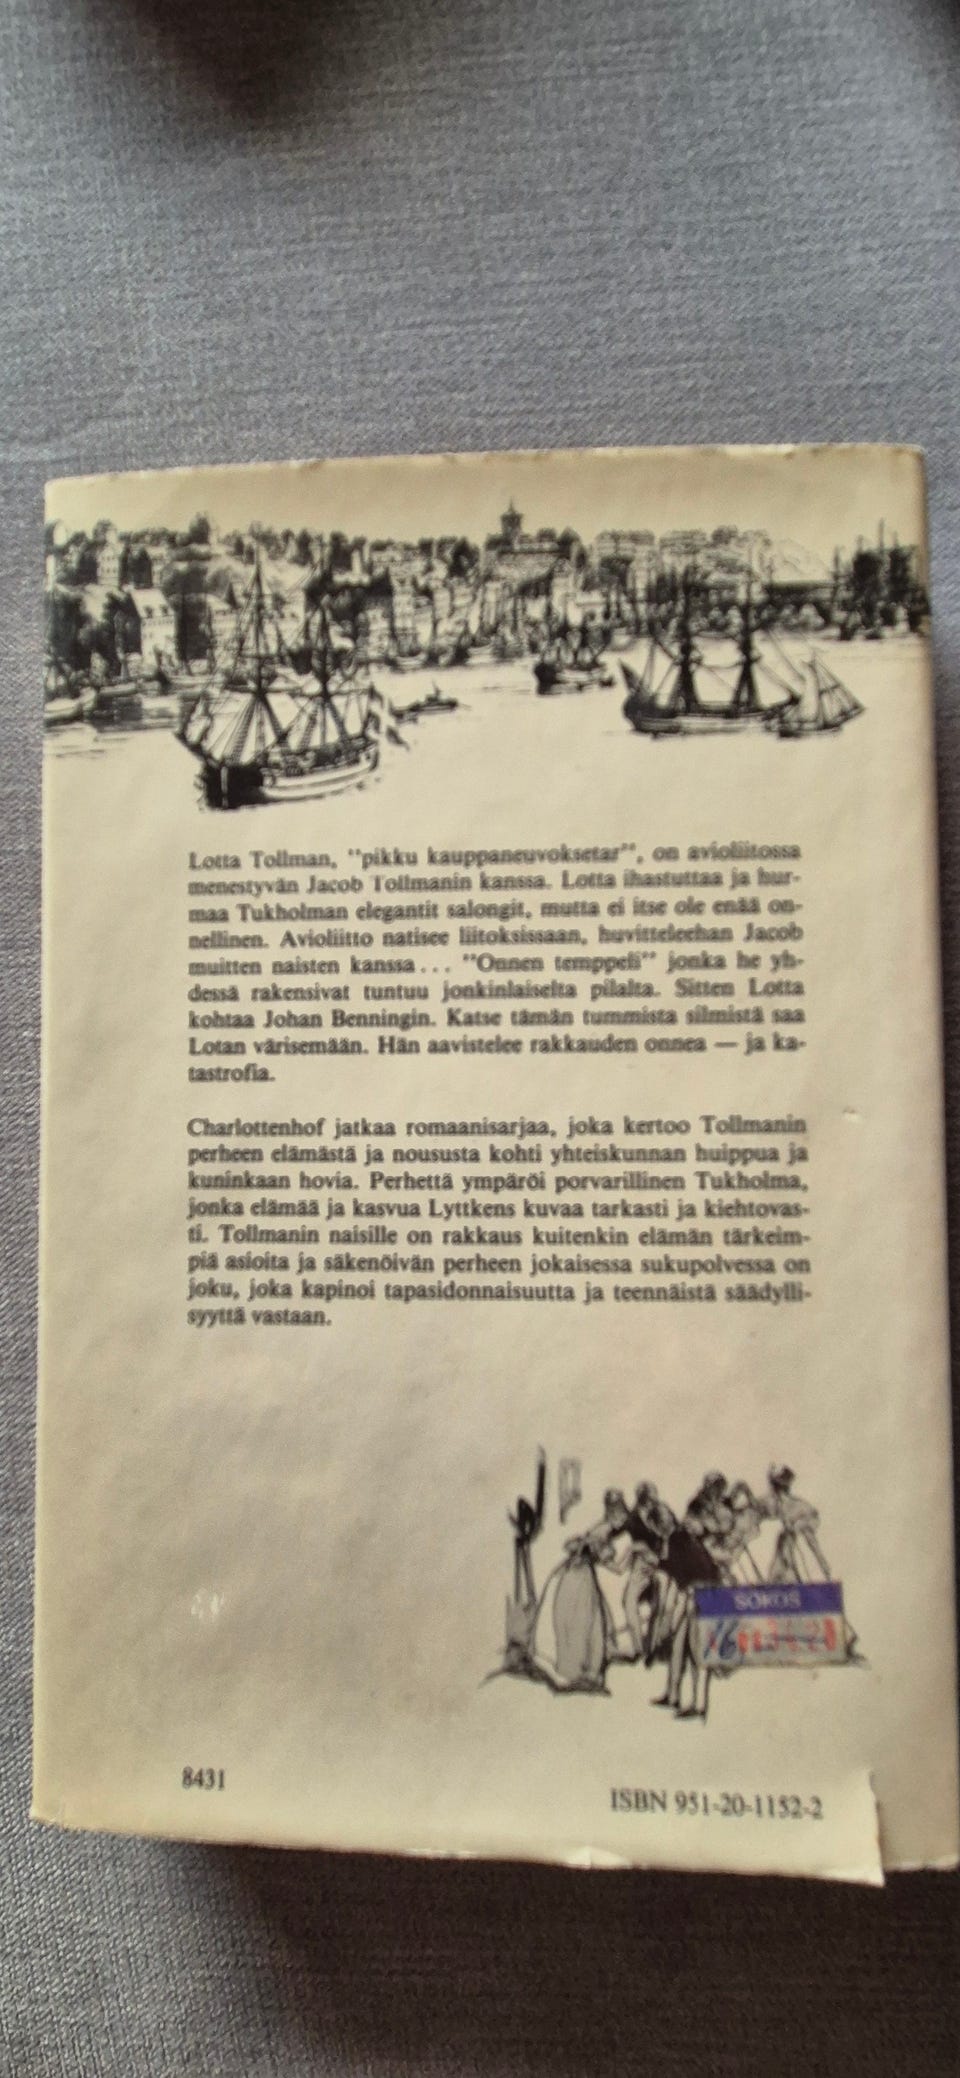 Lotta Tollman, "pikku kauppaneuvoksetar", on avioliitossa
menestyvän Jacob Tollmanin kanssa. Lotta ihastuttaa ja hur-
maa Tukholman elegantit salongit, mutta ei itse ole enää on-
nellinen. Avioliitto natisee liitoksissaan, huvitteleehan Jacob
muitten naisten kanssa... "Onnen temppeli" jonka he yh-
dessä rakensivat tuntuu jonkinlaiselta pilalta. Sitten Lotta
kohtaa Johan Benningin. Katse tämän tummista silmistä saa
Lotan värisemään. Hän aavistelee rakkauden onnea — ja ka-
tastrofia.
Charlottenhof jatkaa romaanisarjaa, joka kertoo Tollmanin
perheen elämästä ja noususta kohti yhteiskunnan huippua ja
kuninkaan hovia. Perhettä ympäröi porvarillinen Tukholma,
jonka elämää ja kasvua Lyttkens kuvaa tarkasti ja kiehtovas-
ti. Tollmanin naisille on rakkaus kuitenkin elämän tärkeim-
piä asioita ja säkenöivän perheen jokaisessa sukupolvessa on
joku, joka kapinoi tapasidonnaisuutta ja teennäistä säädylli-
syyttä vastaan.
SOKOS
8431
ISBN 951-20-1152-2